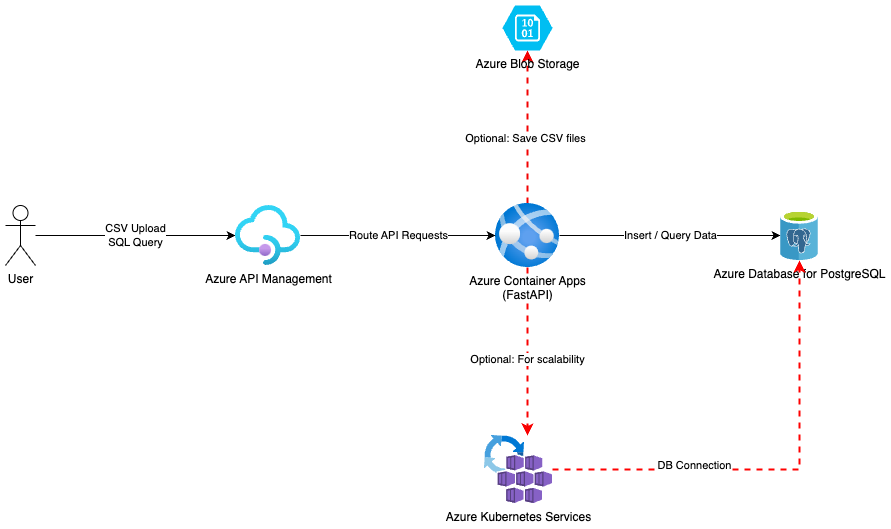 10
01
Azure Blob Storage
Optional: Save CSV files
CSV Upload
SQL Query
Route API Requests
Insert / Query Data
User
Azure API Management
Azure Container Apps
(FastAPI)
Azure Database for PostgreSQL
Optional: For scalability
DB Connection
Azure Kubernetes Services